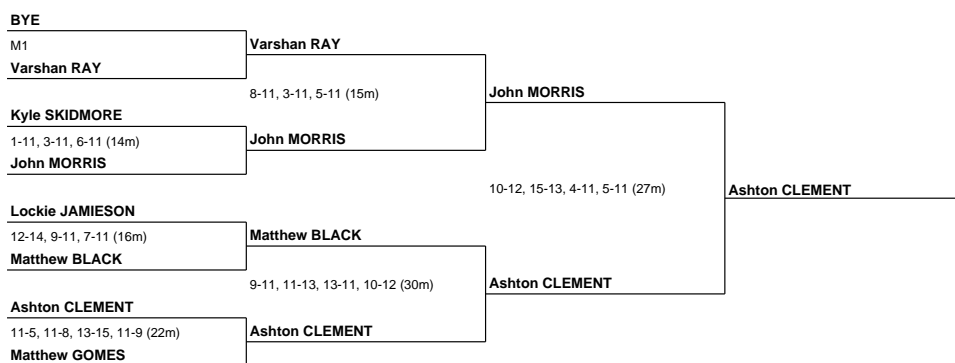 BYE
M1
Varshan RAY
Kyle SKIDMORE
1-11, 3-11, 6-11 (14m)
John MORRIS
Lockie JAMIESON
12-14, 9-11, 7-11 (16m)
Matthew BLACK
Ashton CLEMENT
11-5, 11-8, 13-15, 11-9 (22m)
Matthew GOMES
Varshan RAY
8-11, 3-11, 5-11 (15m)
John MORRIS
Matthew BLACK
9-11, 11-13, 13-11, 10-12 (30m)
Ashton CLEMENT
John MORRIS
10-12, 15-13, 4-11, 5-11 (27m)
Ashton CLEMENT
Ashton CLEMENT